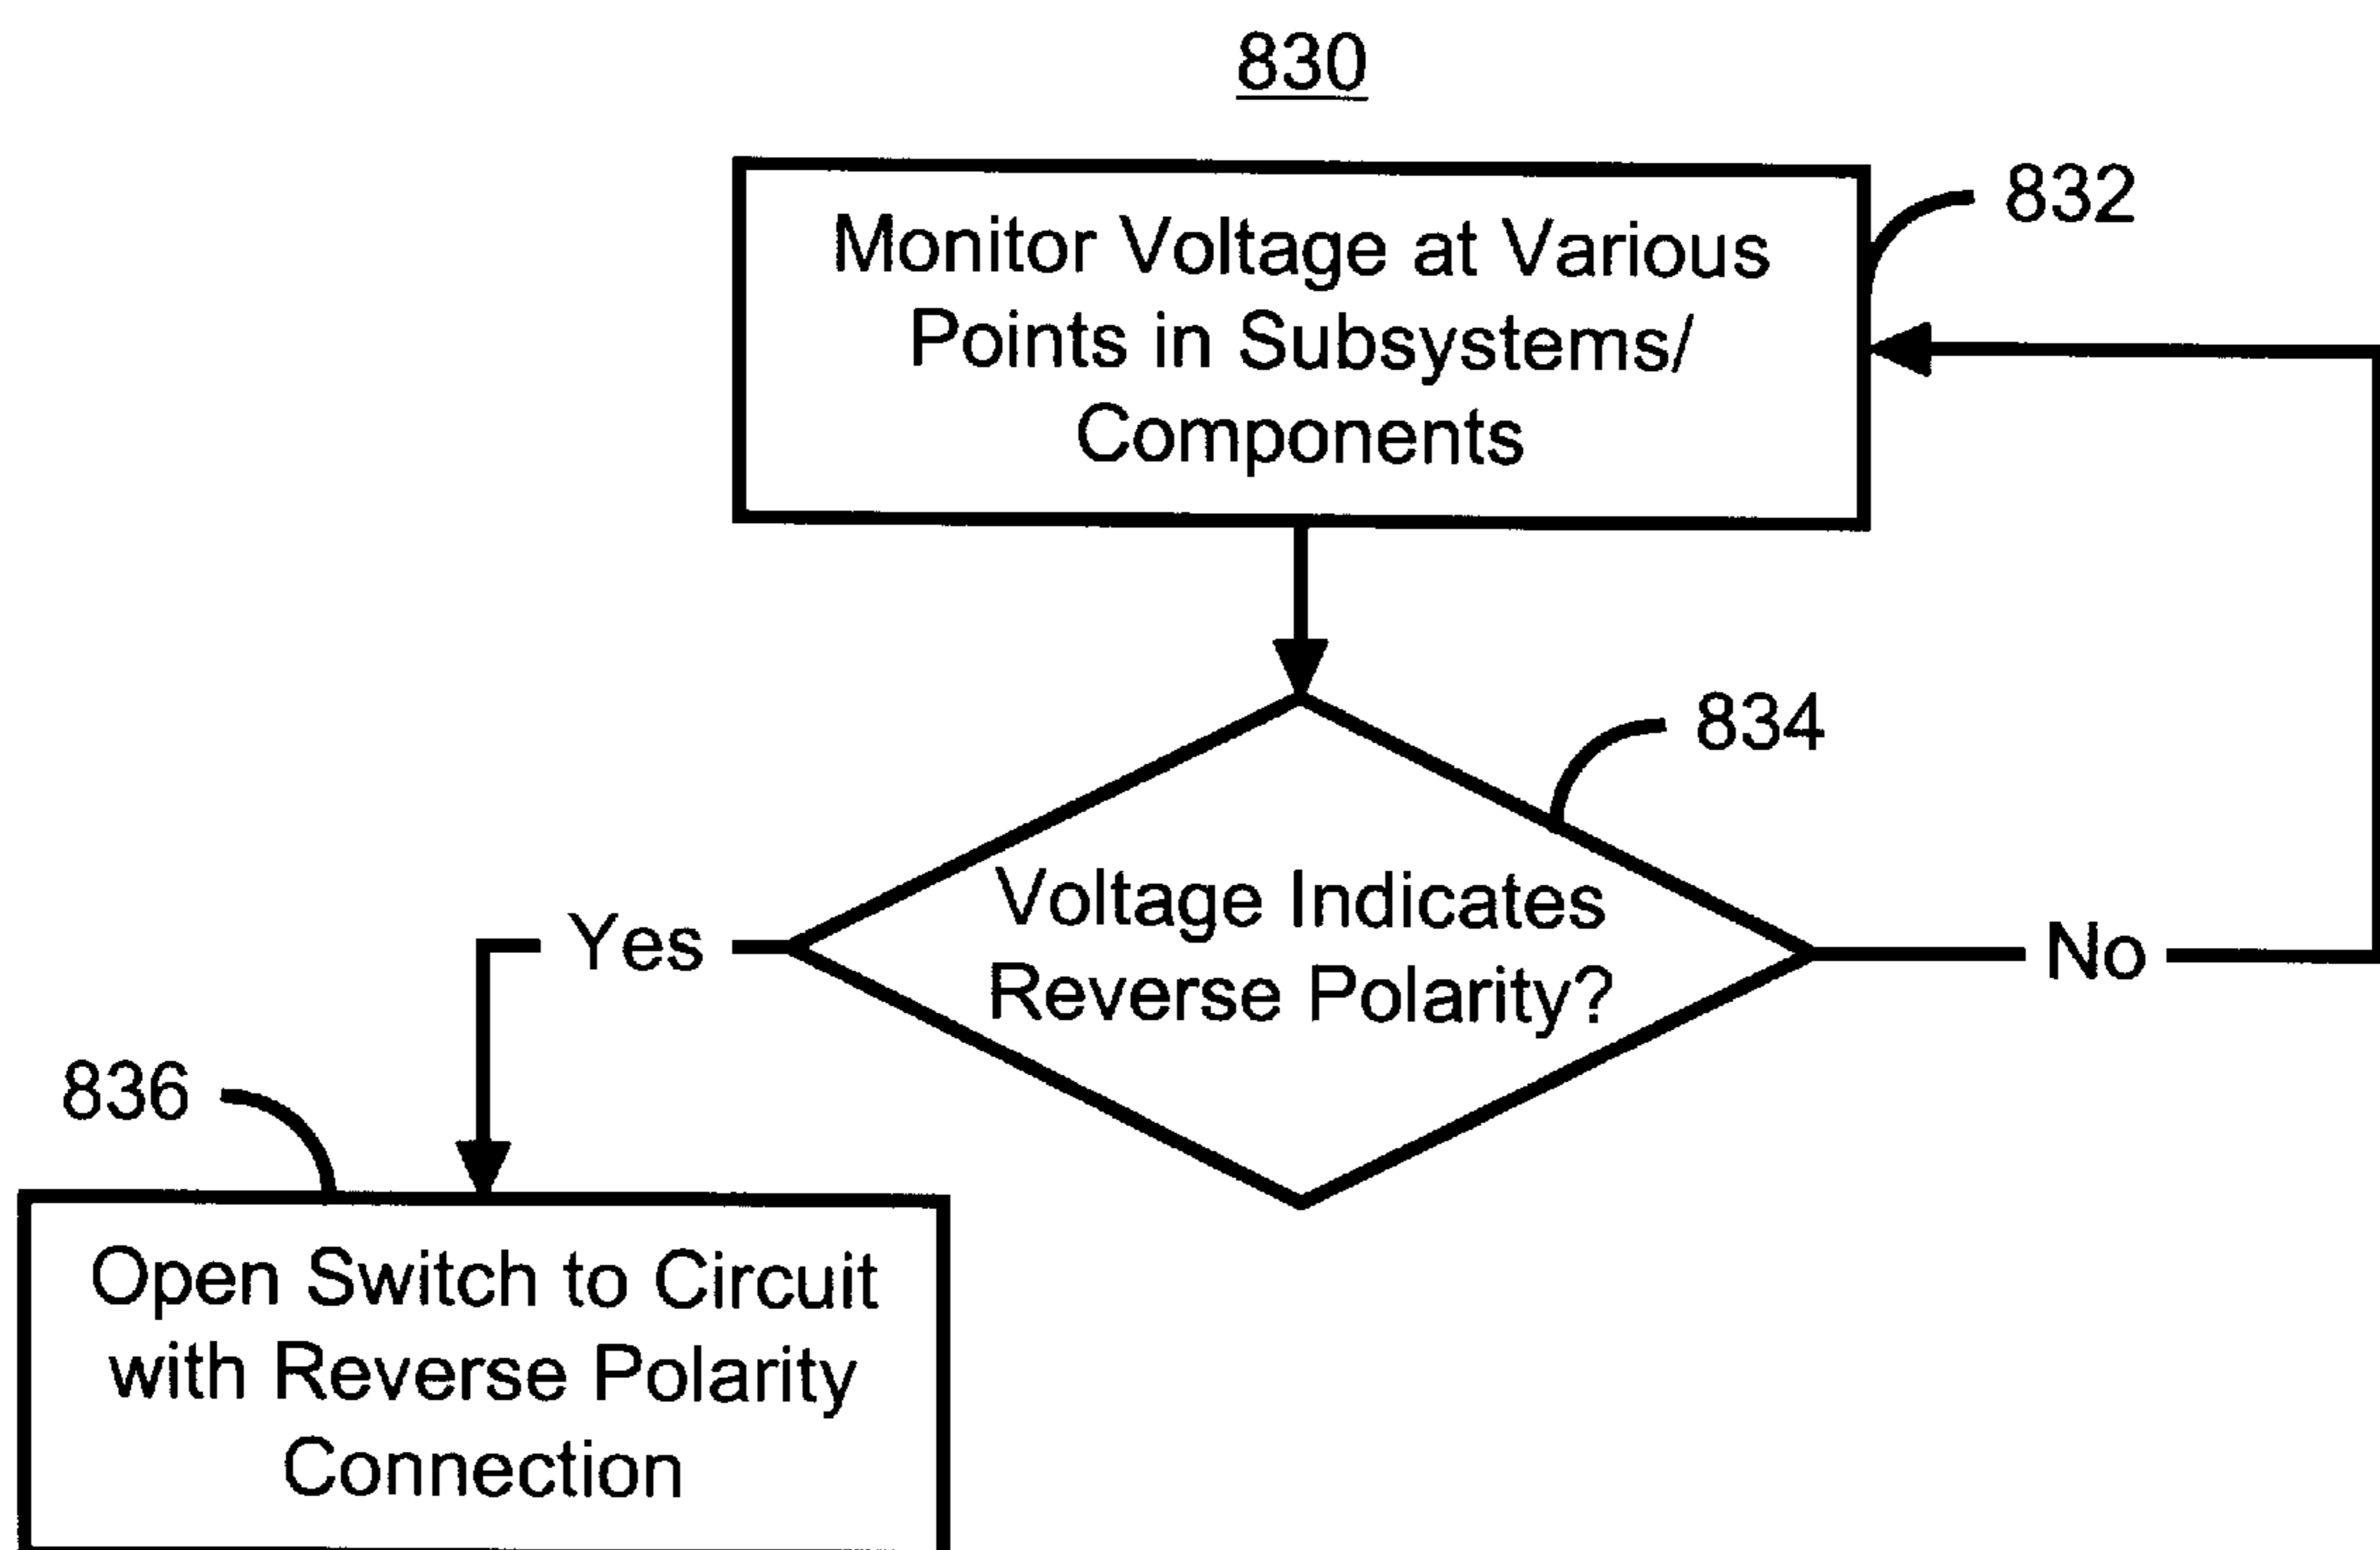 830
Monitor Voltage at Various
Points in Subsystems/
Components
832
Voltage Indicates
Reverse Polarity?
834
Yes
No
836
Open Switch to Circuit
with Reverse Polarity
Connection